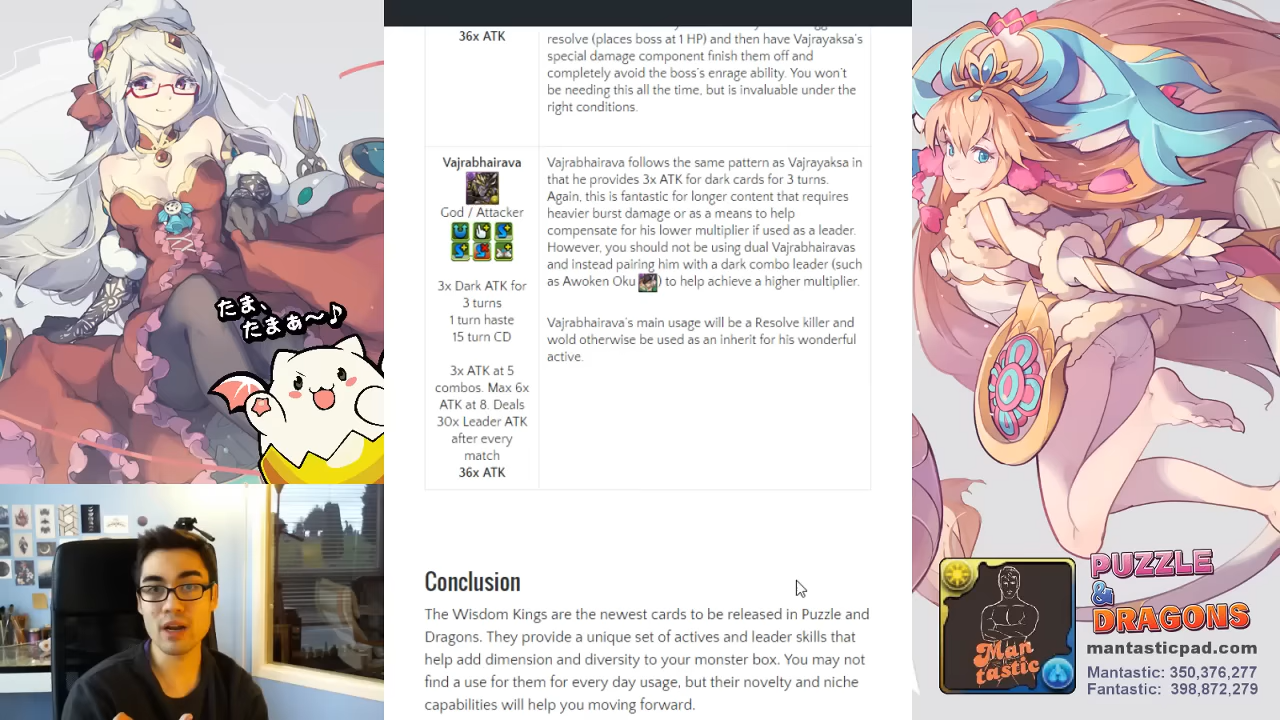 36x ATK
resolve (places boss at 1 HP) and then have Vajrayaksa's
special damage component finish them off and
completely avoid the boss's enrage ability. You won't
be needing this all the time, but is invaluable under the
right conditions.
Vajrabhairava
God / Attacker
3x Dark ATK for
3 turns
1 turn haste
15 turn CD
3x ATK at 5
combos. Max 6x
ATK at 8. Deals
30x Leader ATK
after every
match
36x ATK
Vajrabhairava follows the same pattern as Vajrayaksa in
that he provides 3x ATK for dark cards for 3 turns.
Again, this is fantastic for longer content that requires
heavier burst damage or as a means to help
compensate for his lower multiplier if used as a leader.
However, you should not be using dual Vajrabhairavas
and instead pairing him with a dark combo leader (such
as Awoken Oku ) to help achieve a higher multiplier.
Vajrabhairava's main usage will be a Resolve killer and
wold otherwise be used as an inherit for his wonderful
active.
Conclusion
The Wisdom Kings are the newest cards to be released in Puzzle and
Dragons. They provide a unique set of actives and leader skills that
help add dimension and diversity to your monster box. You may not
find a use for them for every day usage, but their novelty and niche
capabilities will help you moving forward.
たま、
たまぁ～♪
Man
tastic
PUZZLE
&
DRAGONS
mantasticpad.com
Mantastic: 350,376,277
Fantastic: 398,872,279